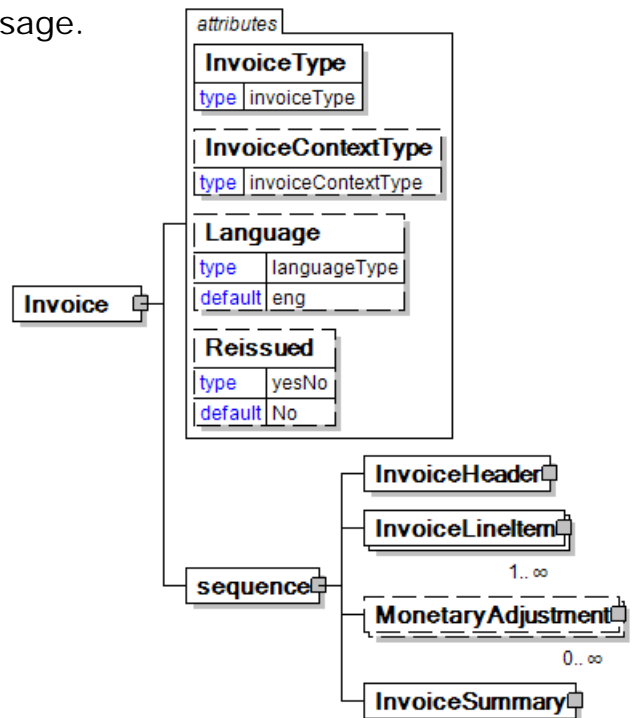 sage.
attributes
InvoiceType
type invoiceType
InvoiceContextType
type invoiceContextType
Language
type languageType
default eng
Invoice
Reissued
type yesNo
default No
InvoiceHeader
InvoiceLineItem
1..∞
sequence
MonetaryAdjustment
0..∞
InvoiceSummary